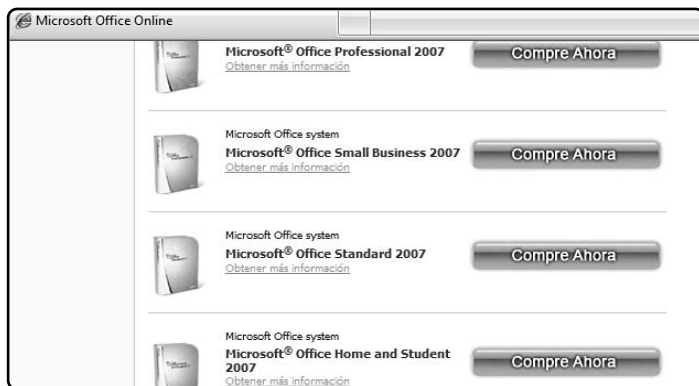 Microsoft Office Online
Microsoft® Office Professional 2007
Obtener más información
Compre Ahora
Microsoft Office system
Microsoft® Office Small Business 2007
Obtener más información
Compre Ahora
Microsoft Office system
Microsoft® Office Standard 2007
Obtener más información
Compre Ahora
Microsoft Office system
Microsoft® Office Home and Student
2007
Obtener más información
Compre Ahora